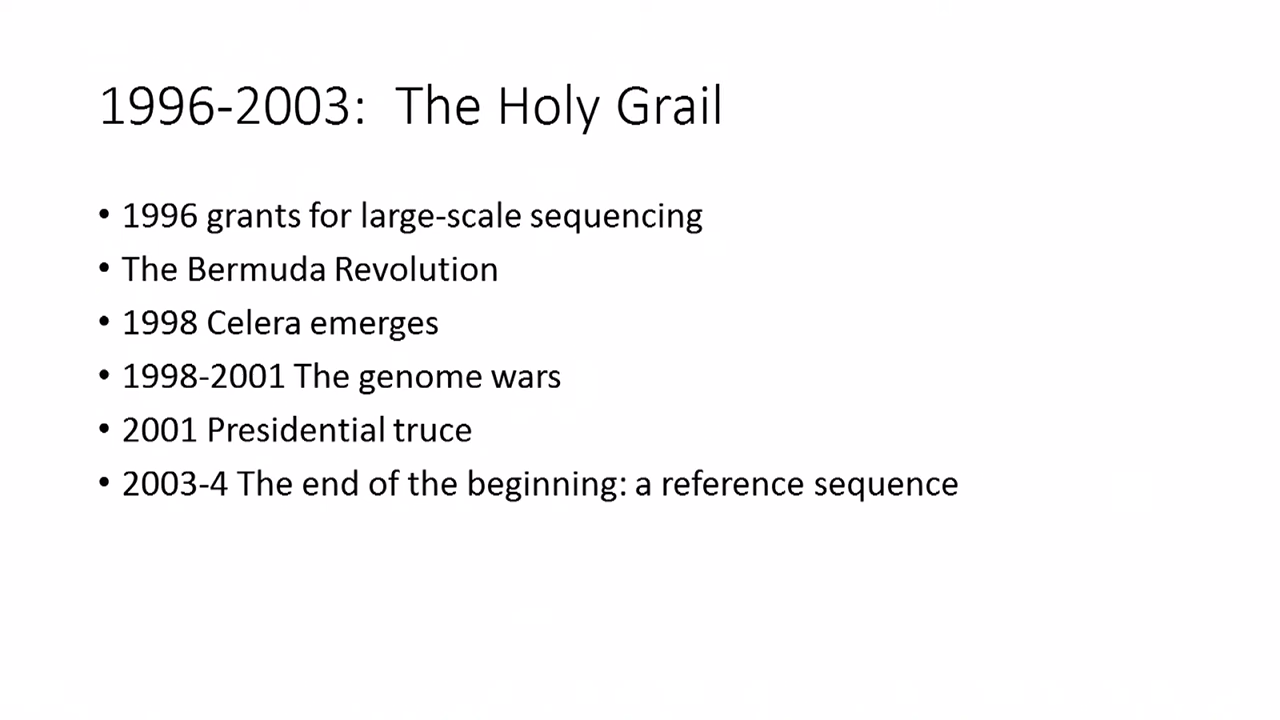 1996-2003: The Holy Grail
• 1996 grants for large-scale sequencing
• The Bermuda Revolution
• 1998 Celera emerges
• 1998-2001 The genome wars
• 2001 Presidential truce
• 2003-4 The end of the beginning: a reference sequence